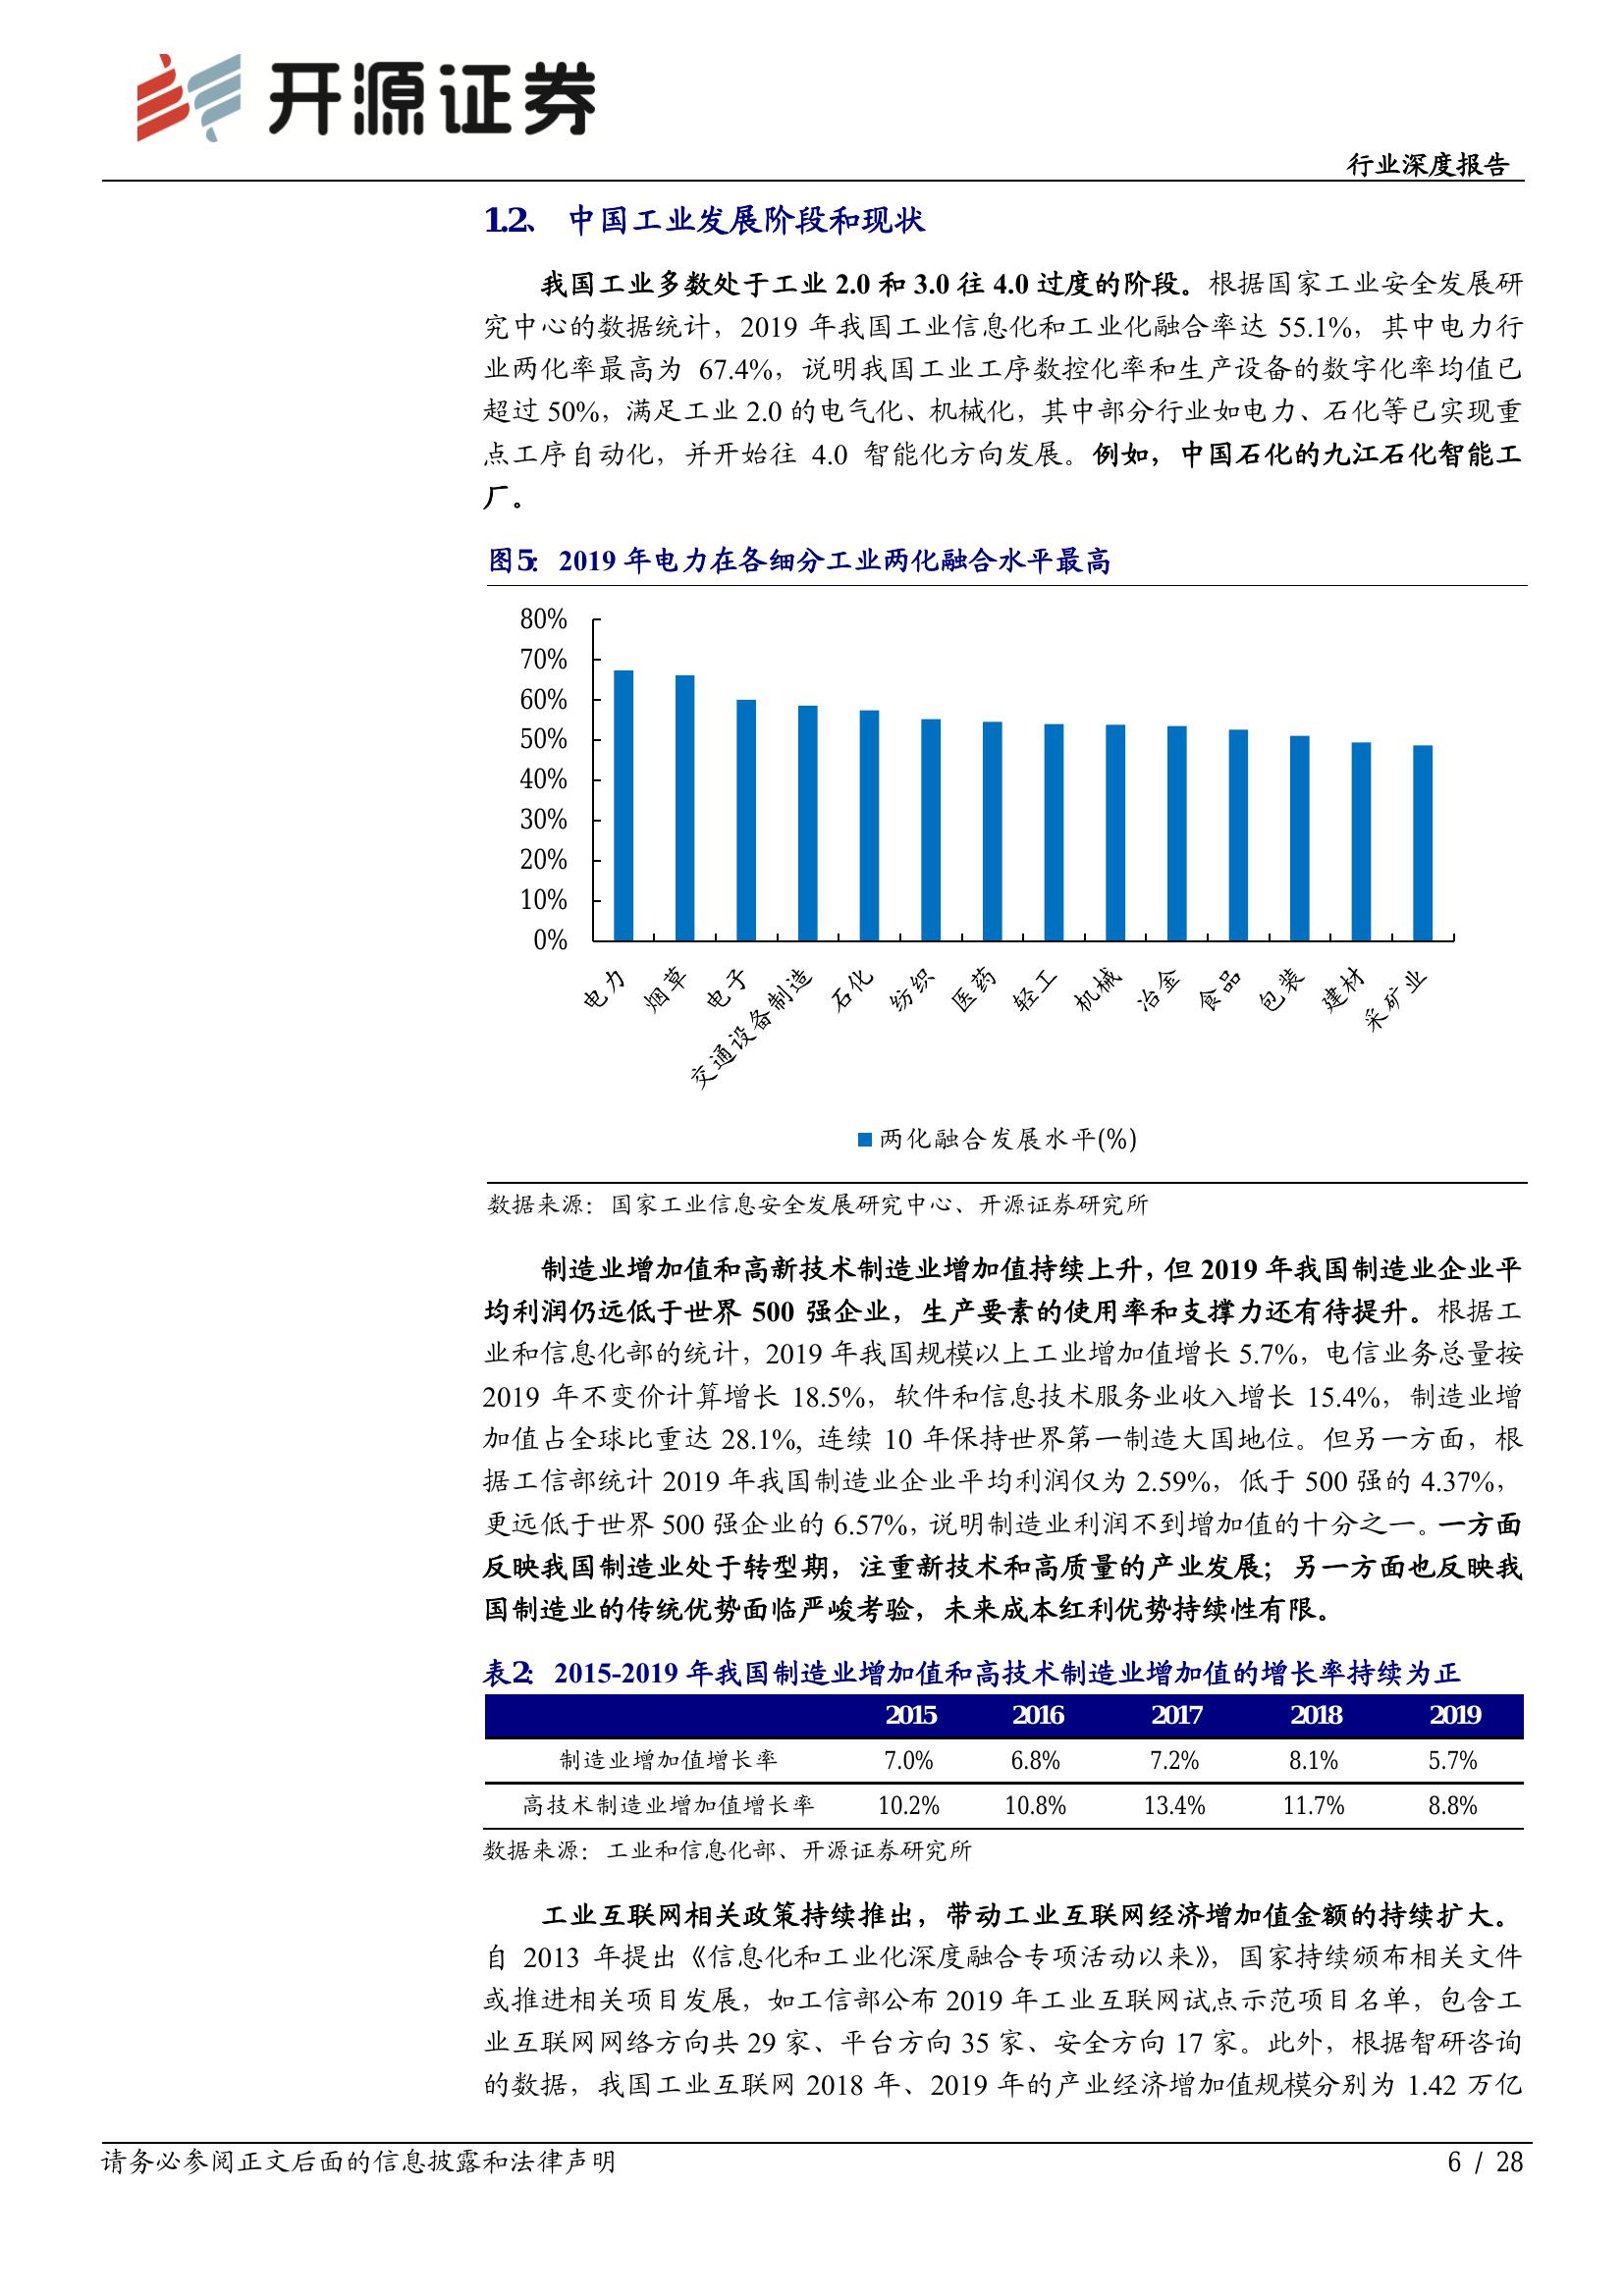 开源证券
行业深度报告
1.2、 中国工业发展阶段和现状
我国工业多数处于工业 2.0 和 3.0 往 4.0 过度的阶段。根据国家工业安全发展研
究中心的数据统计，2019 年我国工业信息化和工业化融合率达 55.1%，其中电力行
业两化率最高为 67.4%，说明我国工业工序数控化率和生产设备的数字化率均值已
超过 50%，满足工业 2.0 的电气化、机械化，其中部分行业如电力、石化等已实现重
点工序自动化，并开始往 4.0 智能化方向发展。例如，中国石化的九江石化智能工
厂。
图5： 2019 年电力在各细分工业两化融合水平最高
80%
70%
60%
50%
40%
30%
20%
10%
0%
电力
烟草
电子
交通设备制造
石化
纺织
医药
轻工
机械
冶金
食品
包装
建材
采矿业
两化融合发展水平(%)
数据来源：国家工业信息安全发展研究中心、开源证券研究所
制造业增加值和高新技术制造业增加值持续上升，但 2019 年我国制造业企业平
均利润仍远低于世界 500 强企业，生产要素的使用率和支撑力还有待提升。根据工
业和信息化部的统计，2019 年我国规模以上工业增加值增长 5.7%，电信业务总量按
2019 年不变价计算增长 18.5%，软件和信息技术服务业收入增长 15.4%，制造业增
加值占全球比重达 28.1%, 连续 10 年保持世界第一制造大国地位。但另一方面，根
据工信部统计 2019 年我国制造业企业平均利润仅为 2.59%，低于 500 强的 4.37%，
更远低于世界 500 强企业的 6.57%，说明制造业利润不到增加值的十分之一。一方面
反映我国制造业处于转型期，注重新技术和高质量的产业发展；另一方面也反映我
国制造业的传统优势面临严峻考验，未来成本红利优势持续性有限。
表2： 2015-2019 年我国制造业增加值和高技术制造业增加值的增长率持续为正
2015 2016 2017 2018 2019
制造业增加值增长率 7.0% 6.8% 7.2% 8.1% 5.7%
高技术制造业增加值增长率 10.2% 10.8% 13.4% 11.7% 8.8%
数据来源：工业和信息化部、开源证券研究所
工业互联网相关政策持续推出，带动工业互联网经济增加值金额的持续扩大。
自 2013 年提出《信息化和工业化深度融合专项活动以来》，国家持续颁布相关文件
或推进相关项目发展，如工信部公布 2019 年工业互联网试点示范项目名单，包含工
业互联网网络方向共 29 家、平台方向 35 家、安全方向 17 家。此外，根据智研咨询
的数据，我国工业互联网 2018 年、2019 年的产业经济增加值规模分别为 1.42 万亿
请务必参阅正文后面的信息披露和法律声明
6 / 28